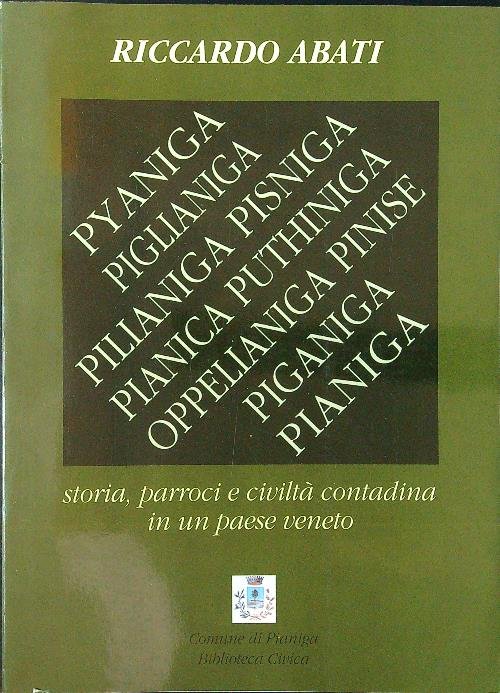 RICCARDO ABATI
PYANIGA
PIGLIANIGA
PILIANIGA PISNIGA
PIANICA PUTHINIGA
OPPELIANIGA PINISE
PIGANIGA
PIANIGA
storia, parroci e civiltà contadina
in un paese veneto
Comune di Pianiga
Biblioteca Civica